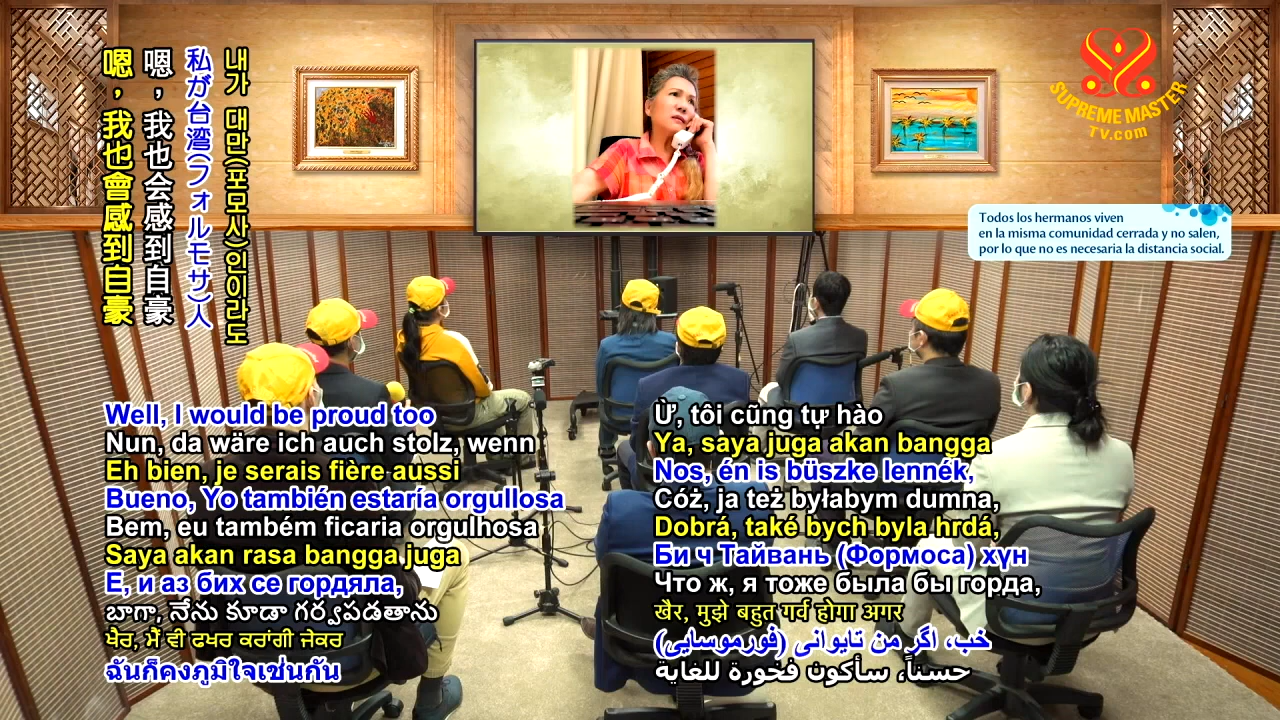 嗯，我也會感到自豪
嗯，我也会感到自豪
私が台湾(フォルモサ)人
내가 대만(포모사)인이라도
SUPREME MASTER
TV.com
Todos los hermanos viven
en la misma comunidad cerrada y no salen,
por lo que no es necesaria la distancia social.
Well, I would be proud too
Nun, da wäre ich auch stolz, wenn
Eh bien, je serais fière aussi
Bueno, Yo también estaría orgullosa
Bem, eu também ficaria orgulhosa
Saya akan rasa bangga juga
Е, и аз бих се гордяла,
బాగా, నేను కూడా గర్వపడతాను
ਖੈਰ, ਮੈਂ ਵੀ ਫਖਰ ਕਰਾਂਗੀ ਜੇਕਰ
ฉันก็คงภูมิใจเช่นกัน
Ừ, tôi cũng tự hào
Ya, saya juga akan bangga
Nos, én is büszke lennék,
Cóż, ja też byłabym dumna,
Dobrá, také bych byla hrdá,
Би ч Тайвань (Формоса) хүн
Что ж, я тоже была бы горда,
खैर, मुझे बहुत गर्व होगा अगर
خب، اگر من تایوانی (فورموسایی)
حسناً، سأكون فخورة للغاية